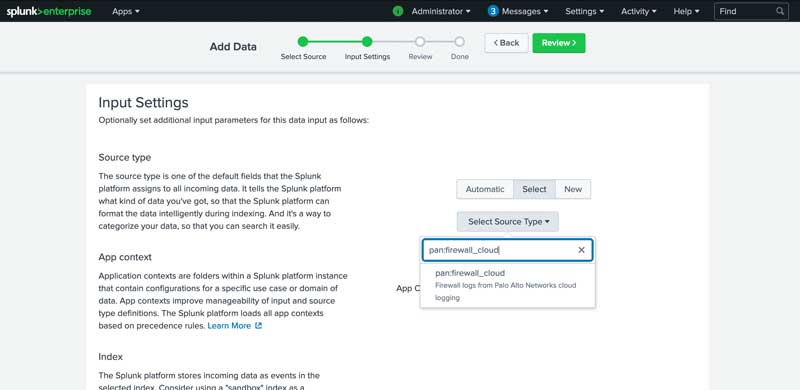 splunk>enterprise Apps i Administrator 3 Messages Settings Activity Help Find
Add Data
Select Source Input Settings Review Done
< Back Review >
Input Settings
Optionally set additional input parameters for this data input as follows:
Source type
The source type is one of the default fields that the Splunk
platform assigns to all incoming data. It tells the Splunk platform
what kind of data you've got, so that the Splunk platform can
format the data intelligently during indexing. And it's a way to
categorize your data, so that you can search it easily.
Automatic Select New
Select Source Type
pan:firewall_cloud
pan:firewall_cloud
Firewall logs from Palo Alto Networks cloud
logging
App context
Application contexts are folders within a Splunk platform instance
that contain configurations for a specific use case or domain of
data. App contexts improve manageability of input and source
type definitions. The Splunk platform loads all app contexts
based on precedence rules. Learn More
App C
Index
The Splunk platform stores incoming data as events in the
selected index. Consider using a "sandbox" index as a